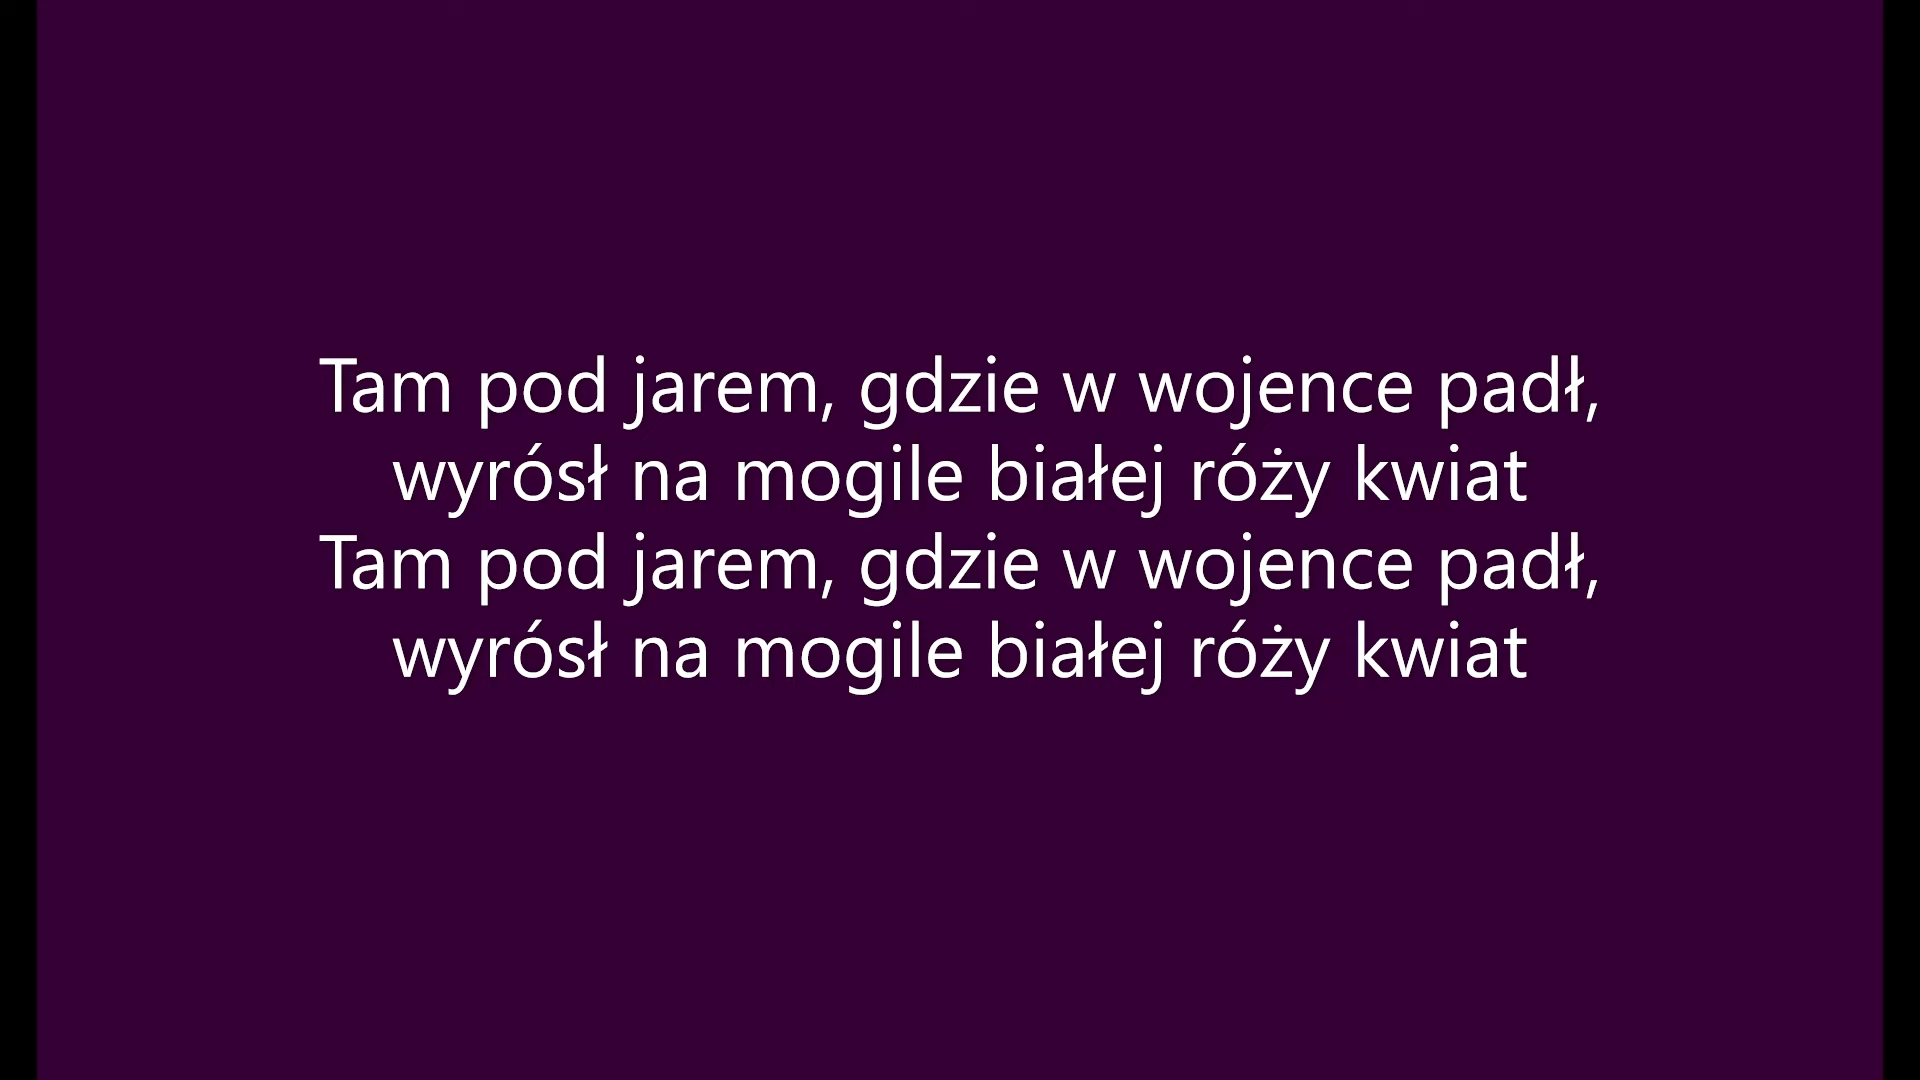 Tam pod jarem, gdzie w wojence padł,
wyrósł na mogile białej róży kwiat
Tam pod jarem, gdzie w wojence padł,
wyrósł na mogile białej róży kwiat